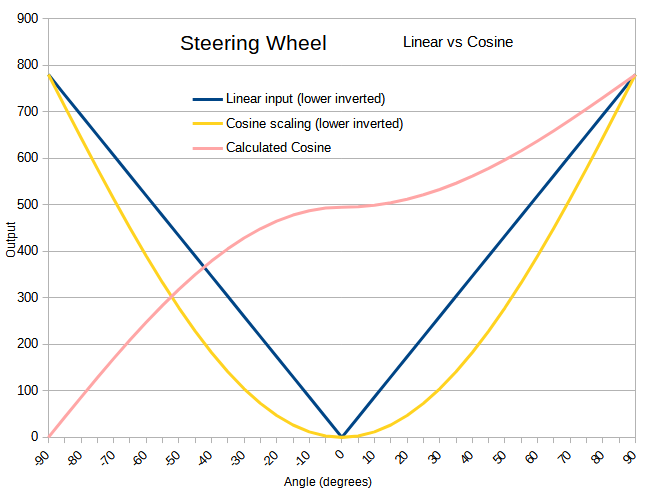 Steering Wheel
Linear vs Cosine
Linear input (lower inverted)
Cosine scaling (lower inverted)
Calculated Cosine
Output
900
800
700
600
500
400
300
200
100
0
-90 -80 -70 -60 -50 -40 -30 -20 -10 0 10 20 30 40 50 60 70 80 90
Angle (degrees)